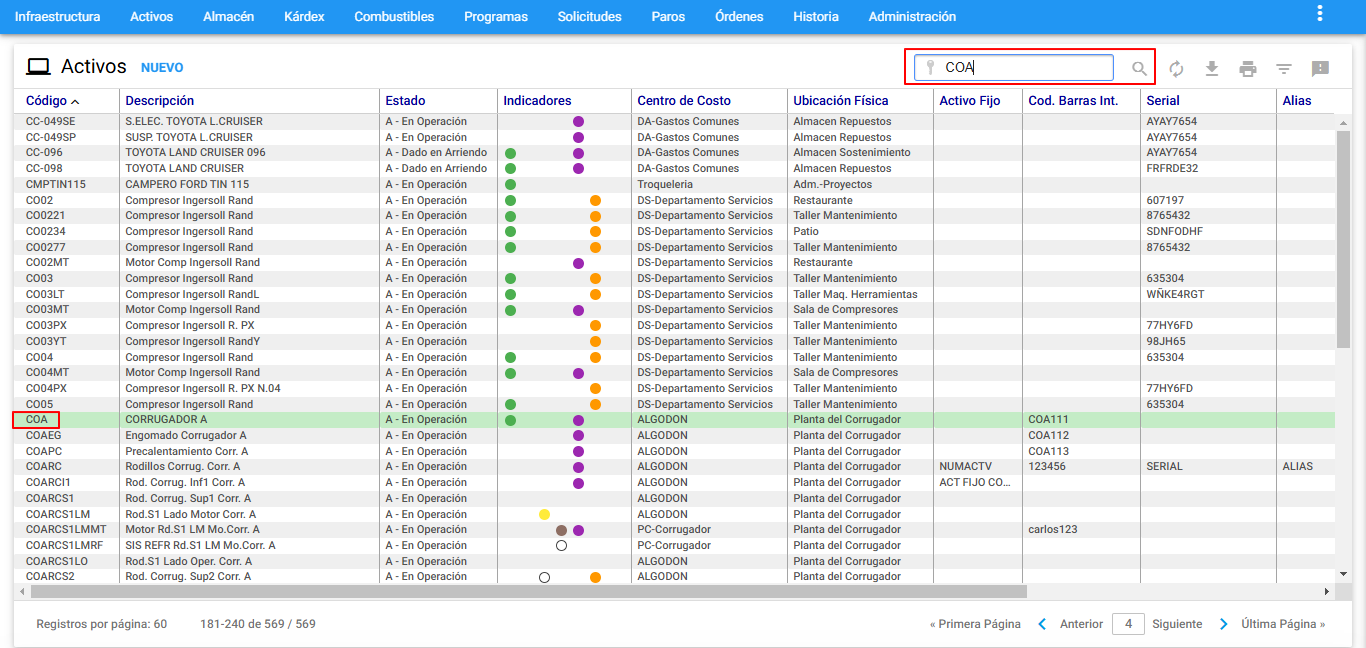 Infraestructura Activos Almacén Kárdex Combustibles Programas Solicitudes Paros Órdenes Historia Administración
Activos NUEVO COA
Código Descripción Estado Indicadores Centro de Costo Ubicación Física Activo Fijo Cod. Barras Int. Serial Alias
CC-049SE S.ELEC. TOYOTA L.CRUISER A - En Operación DA-Gastos Comunes Almacen Repuestos AYAY7654
CC-049SP SUSP. TOYOTA L.CRUISER A - En Operación DA-Gastos Comunes Almacen Repuestos AYAY7654
CC-096 TOYOTA LAND CRUISER 096 A - Dado en Arriendo DA-Gastos Comunes Almacen Sostenimiento AYAY7654
CC-098 TOYOTA LAND CRUISER A - Dado en Arriendo DA-Gastos Comunes Almacen Repuestos FRFRDE32
CMPTIN115 CAMPERO FORD TIN 115 A - En Operación Troqueleria Adm.-Proyectos
CO02 Compresor Ingersoll Rand A - En Operación DS-Departamento Servicios Restaurante 607197
CO0221 Compresor Ingersoll Rand A - En Operación DS-Departamento Servicios Taller Mantenimiento 8765432
CO0234 Compresor Ingersoll Rand A - En Operación DS-Departamento Servicios Patio SDNFODHF
CO0277 Compresor Ingersoll Rand A - En Operación DS-Departamento Servicios Taller Mantenimiento 8765432
CO02MT Motor Comp Ingersoll Rand A - En Operación DS-Departamento Servicios Restaurante
CO03 Compresor Ingersoll Rand A - En Operación DS-Departamento Servicios Taller Mantenimiento 635304
CO03LT Compresor Ingersoll RandL A - En Operación DS-Departamento Servicios Taller Maq. Herramientas WÑKE4RGT
CO03MT Motor Comp Ingersoll Rand A - En Operación DS-Departamento Servicios Sala de Compresores
CO03PX Compresor Ingersoll R. PX A - En Operación DS-Departamento Servicios Taller Mantenimiento 77HY6FD
CO03YT Compresor Ingersoll RandY A - En Operación DS-Departamento Servicios Taller Mantenimiento 98JH65
CO04 Compresor Ingersoll Rand A - En Operación DS-Departamento Servicios Taller Mantenimiento 635304
CO04MT Motor Comp Ingersoll Rand A - En Operación DS-Departamento Servicios Sala de Compresores
CO04PX Compresor Ingersoll R. PX N.04 A - En Operación DS-Departamento Servicios Taller Mantenimiento 77HY6FD
CO05 Compresor Ingersoll Rand A - En Operación DS-Departamento Servicios Taller Mantenimiento 635304
COA CORRUGADOR A A - En Operación ALGODON Planta del Corrugador COA111
COAEG Engomado Corrugador A A - En Operación ALGODON Planta del Corrugador COA112
COAPC Precalentamiento Corr. A A - En Operación ALGODON Planta del Corrugador COA113
COARC Rodillos Corrug. Corr. A A - En Operación ALGODON Planta del Corrugador NUMACTV 123456 SERIAL ALIAS
COARCI1 Rod. Corrug. Inf1 Corr. A A - En Operación ALGODON Planta del Corrugador ACT FIJO CO...
COARCS1 Rod. Corrug. Sup1 Corr. A A - En Operación ALGODON Planta del Corrugador
COARCS1LM Rod.S1 Lado Motor Corr. A A - En Operación ALGODON Planta del Corrugador
COARCS1LMMT Motor Rd.S1 LM Mo.Corr. A A - En Operación PC-Corrugador Planta del Corrugador carlos123
COARCS1LMRF SIS REFR Rd.S1 LM Mo.Corr. A A - En Operación PC-Corrugador Planta del Corrugador
COARCS1LO Rod.S1 Lado Oper. Corr. A A - En Operación ALGODON Planta del Corrugador
COARCS2 Rod. Corrug. Sup2 Corr. A A - En Operación ALGODON Planta del Corrugador
Registros por página: 60 181-240 de 569 / 569 « Primera Página Anterior 4 Siguiente Última Página »